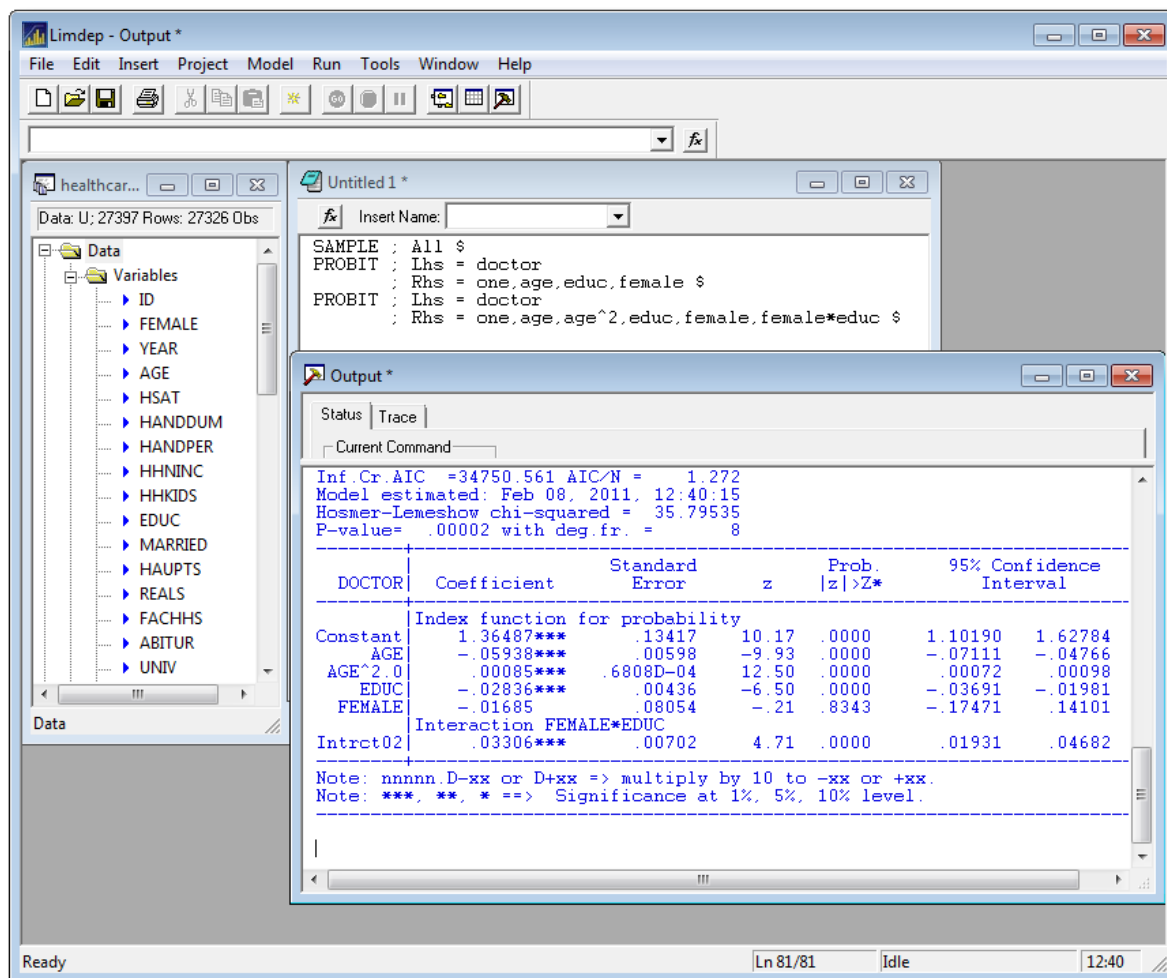 Limdep - Output *
File Edit Insert Project Model Run Tools Window Help
GO
fx
healthcar...
Data: U; 27397 Rows: 27326 Obs
Data
Variables
ID
FEMALE
YEAR
AGE
HSAT
HANDDUM
HANDPER
HHNINC
HHKIDS
EDUC
MARRIED
HAUPTS
REALS
FACHHS
ABITUR
UNIV
Data
Untitled 1 *
fx Insert Name:
SAMPLE ; All $
PROBIT ; Lhs = doctor
; Rhs = one,age,educ,female $
PROBIT ; Lhs = doctor
; Rhs = one,age,age^2,educ,female,female*educ $
Output *
Status Trace
Current Command
Inf.Cr.AIC =34750.561 AIC/N = 1.272
Model estimated: Feb 08, 2011, 12:40:15
Hosmer-Lemeshow chi-squared = 35.79535
P-value= .00002 with deg.fr. = 8
--------+--------------------------------------------------------------------
| Standard Prob. 95% Confidence
DOCTOR| Coefficient Error z |z|>Z* Interval
--------+--------------------------------------------------------------------
|Index function for probability
Constant| 1.36487*** .13417 10.17 .0000 1.10190 1.62784
AGE| -.05938*** .00598 -9.93 .0000 -.07111 -.04766
AGE^2.0| .00085*** .6808D-04 12.50 .0000 .00072 .00098
EDUC| -.02836*** .00436 -6.50 .0000 -.03691 -.01981
FEMALE| -.01685 .08054 -.21 .8343 -.17471 .14101
|Interaction FEMALE*EDUC
Intrct02| .03306*** .00702 4.71 .0000 .01931 .04682
--------+--------------------------------------------------------------------
Note: nnnnn.D-xx or D+xx => multiply by 10 to -xx or +xx.
Note: ***, **, * ==> Significance at 1%, 5%, 10% level.
-----------------------------------------------------------------------------
Ready Ln 81/81 Idle 12:40